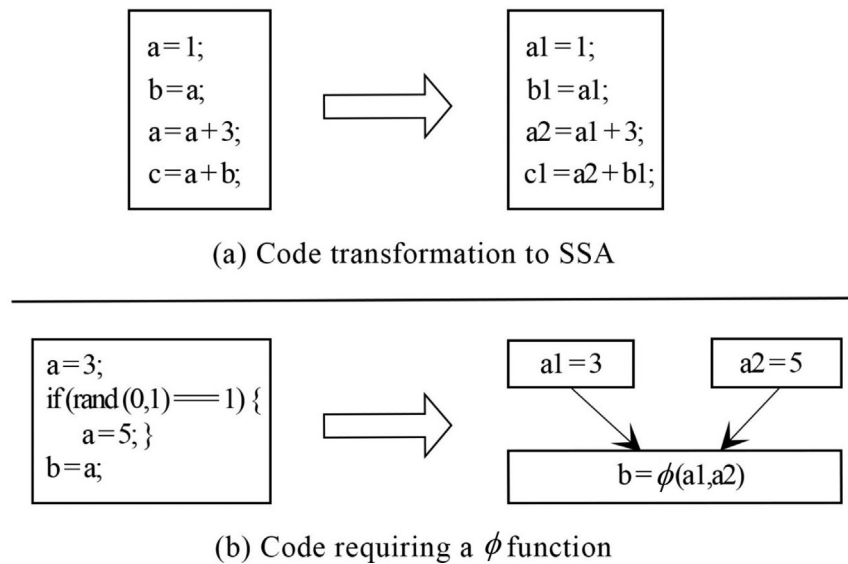 a=1;
b=a;
a=a+3;
c=a+b;
a1=1;
b1=a1;
a2=a1+3;
c1=a2+b1;
(a) Code transformation to SSA
a=3;
if(rand(0,1)==1){
a=5;}
b=a;
a1=3
a2=5
b=ϕ(a1,a2)
(b) Code requiring a ϕ function